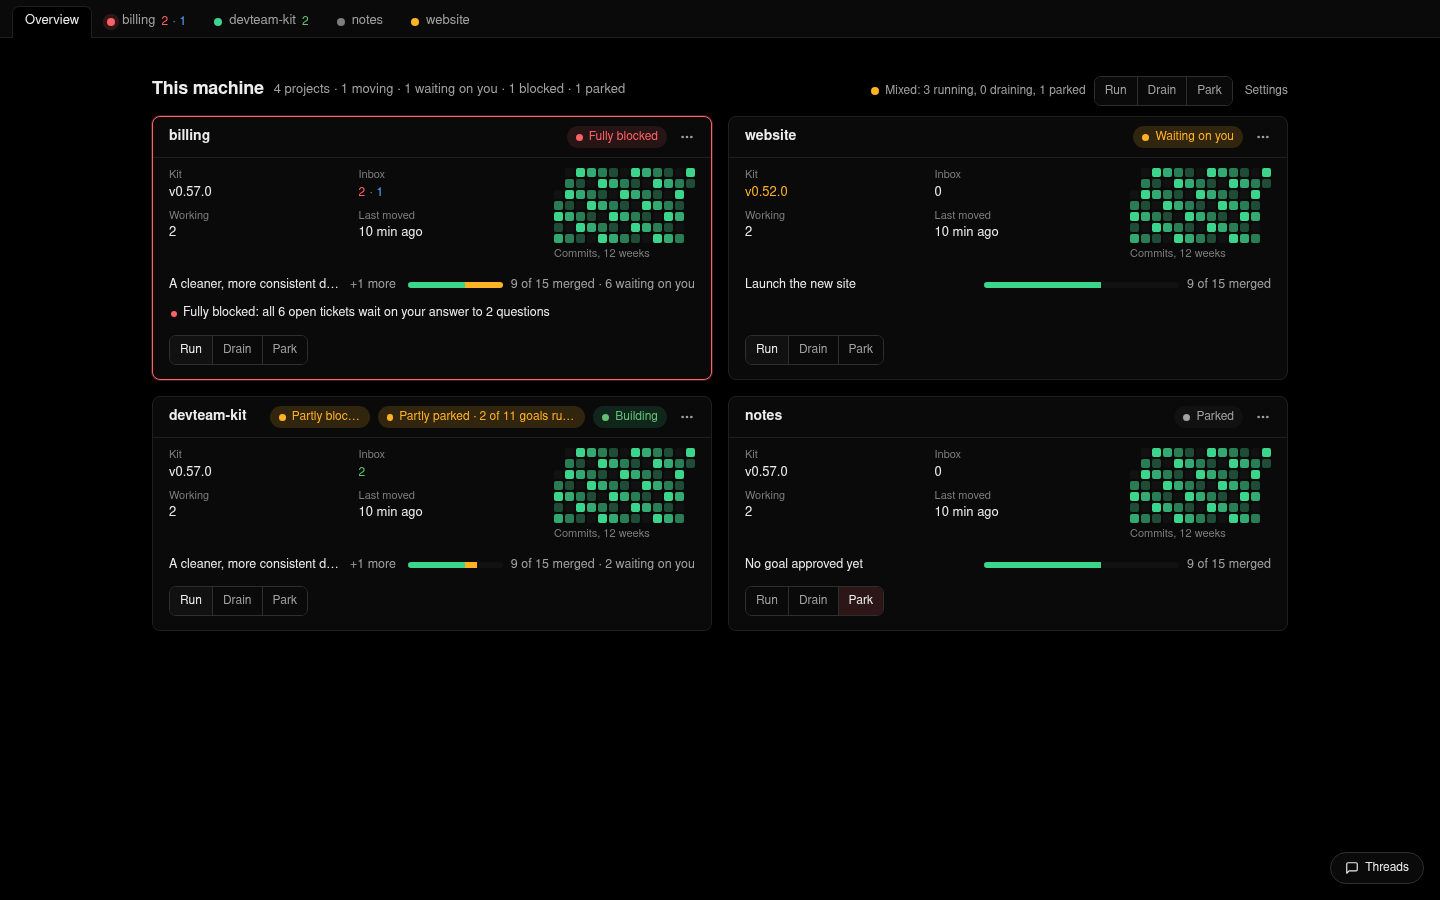 Overview
billing 2 · 1
devteam-kit 2
notes
website
This machine
4 projects · 1 moving · 1 waiting on you · 1 blocked · 1 parked
Mixed: 3 running, 0 draining, 1 parked
Run
Drain
Park
Settings
billing
Fully blocked
Kit
Inbox
v0.57.0
2 · 1
Working
Last moved
2
10 min ago
Commits, 12 weeks
A cleaner, more consistent d…
+1 more
9 of 15 merged · 6 waiting on you
Fully blocked: all 6 open tickets wait on your answer to 2 questions
Run
Drain
Park
website
Waiting on you
Kit
Inbox
v0.52.0
0
Working
Last moved
2
10 min ago
Commits, 12 weeks
Launch the new site
9 of 15 merged
Run
Drain
Park
devteam-kit
Partly bloc…
Partly parked · 2 of 11 goals ru…
Building
Kit
Inbox
v0.57.0
2
Working
Last moved
2
10 min ago
Commits, 12 weeks
A cleaner, more consistent d…
+1 more
9 of 15 merged · 2 waiting on you
Run
Drain
Park
notes
Parked
Kit
Inbox
v0.57.0
0
Working
Last moved
2
10 min ago
Commits, 12 weeks
No goal approved yet
9 of 15 merged
Run
Drain
Park
Threads